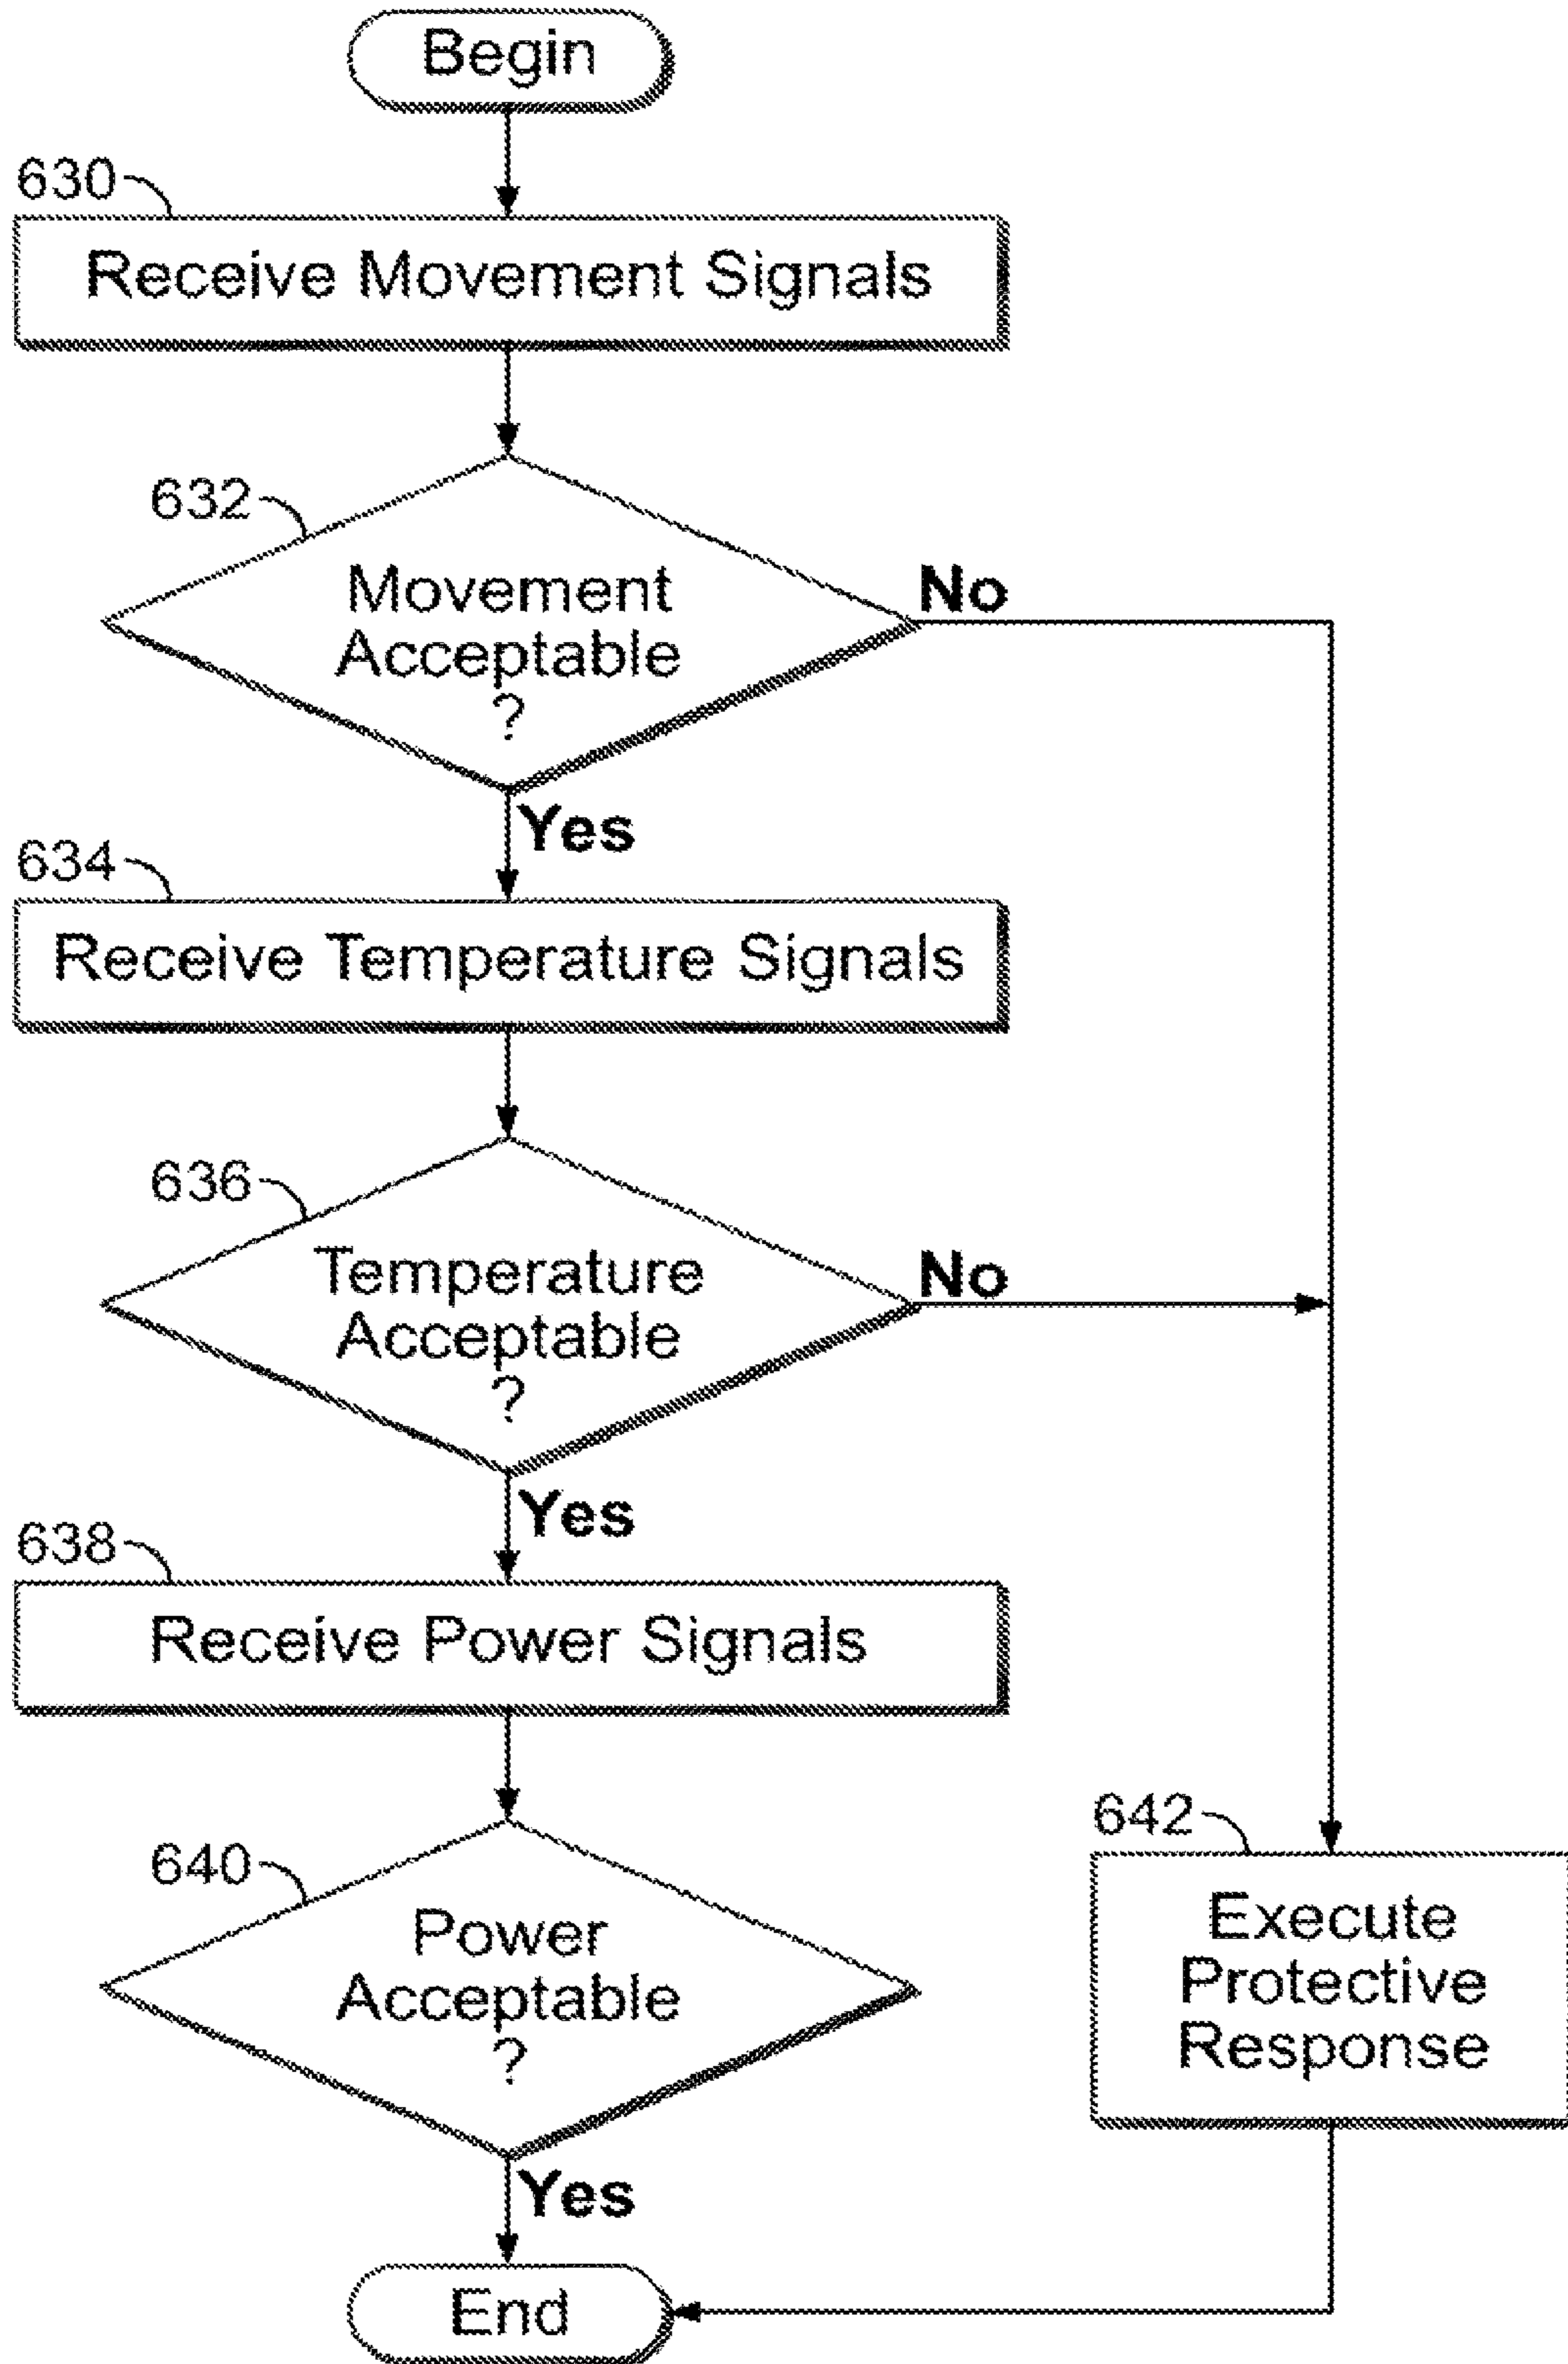 Begin
630
Receive Movement Signals
632
Movement
Acceptable
?
No
Yes
634
Receive Temperature Signals
636
Temperature
Acceptable
?
No
Yes
638
Receive Power Signals
640
Power
Acceptable
?
Yes
642
Execute
Protective
Response
End